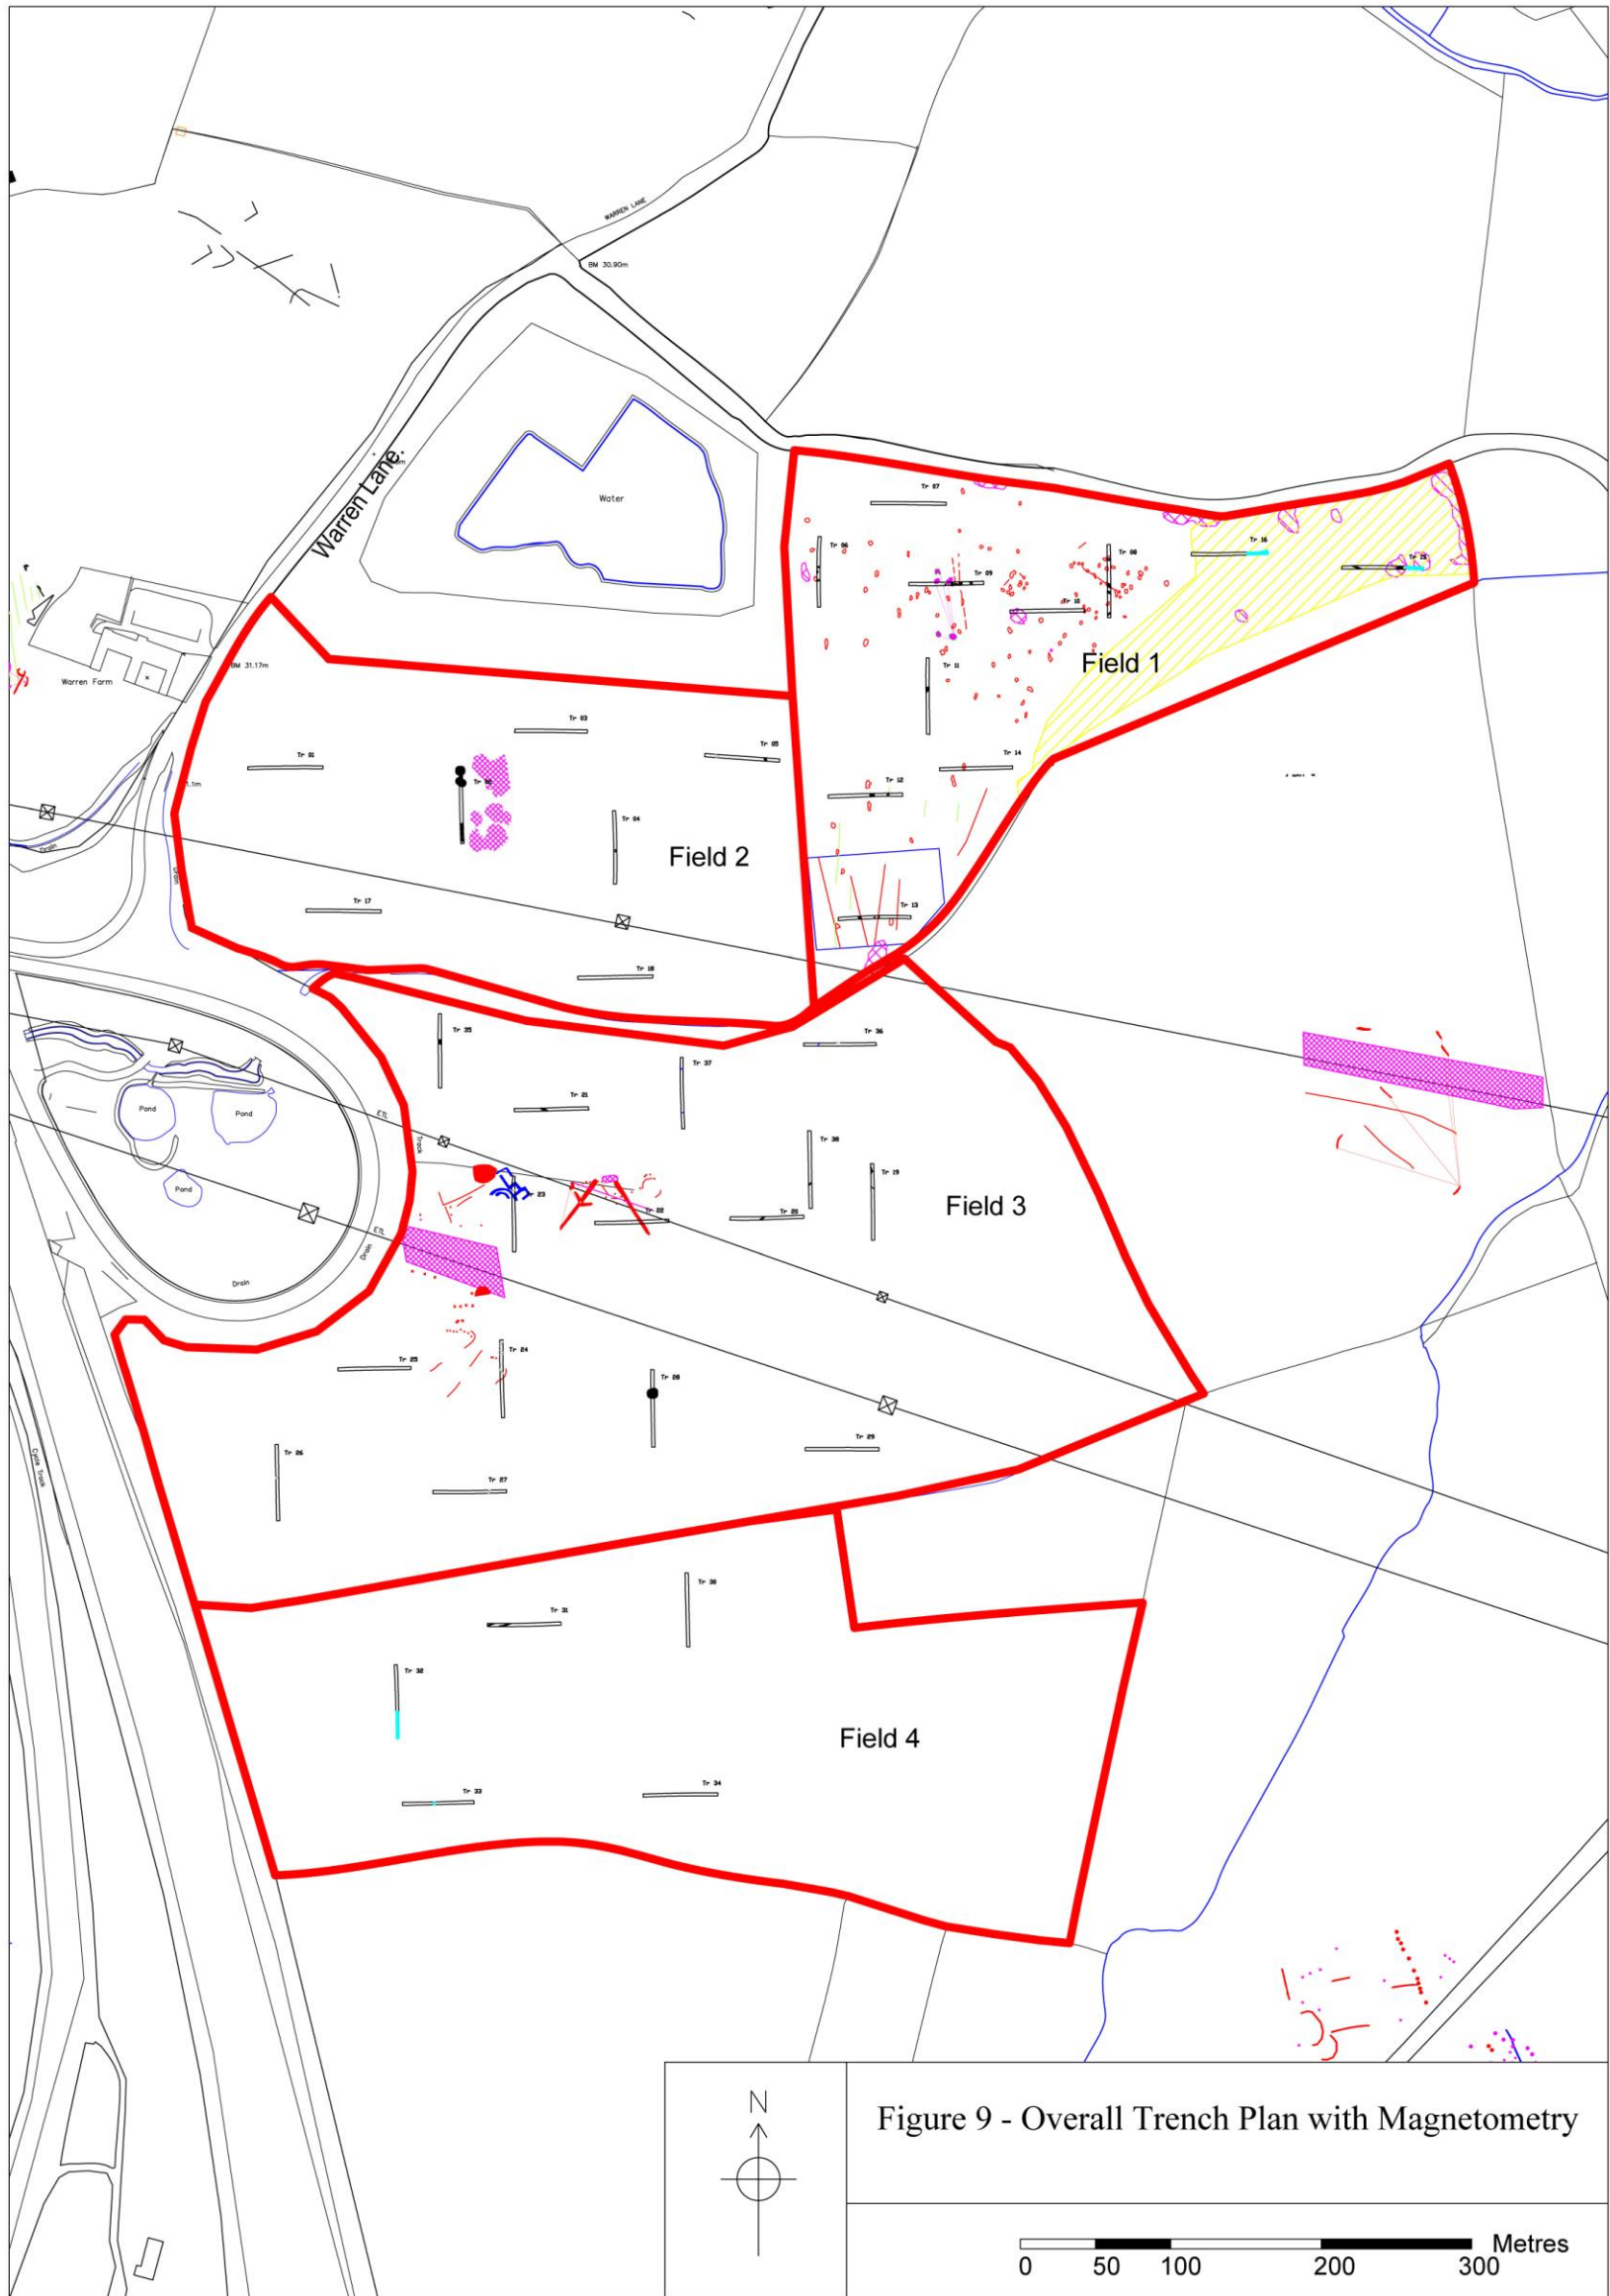 WARREN LANE
BM 30.90m
Warren Lane.
Water
Tr 07
Tr 06
Tr 08
Tr 16
Tr 15
Tr 09
Tr 10
Field 1
Tr 11
BM 31.17m
Warren Farm
Tr 03
Tr 01
Tr 05
Tr 14
Tr 12
Tr 04
Field 2
Drain
Drain
Tr 17
Tr 13
Tr 18
Tr 35
Tr 36
Tr 37
Tr 21
Pond
Pond
ETL
Track
Tr 38
Tr 19
Pond
23
Tr 22
Tr 20
Field 3
ETL
Drain
Drain
Tr 24
Tr 25
Tr 28
Tr 29
Tr 26
Cycle Track
Tr 27
Tr 30
Tr 31
Tr 32
Field 4
Tr 33
Tr 34
N
Figure 9 - Overall Trench Plan with Magnetometry
Metres
0 50 100 200 300